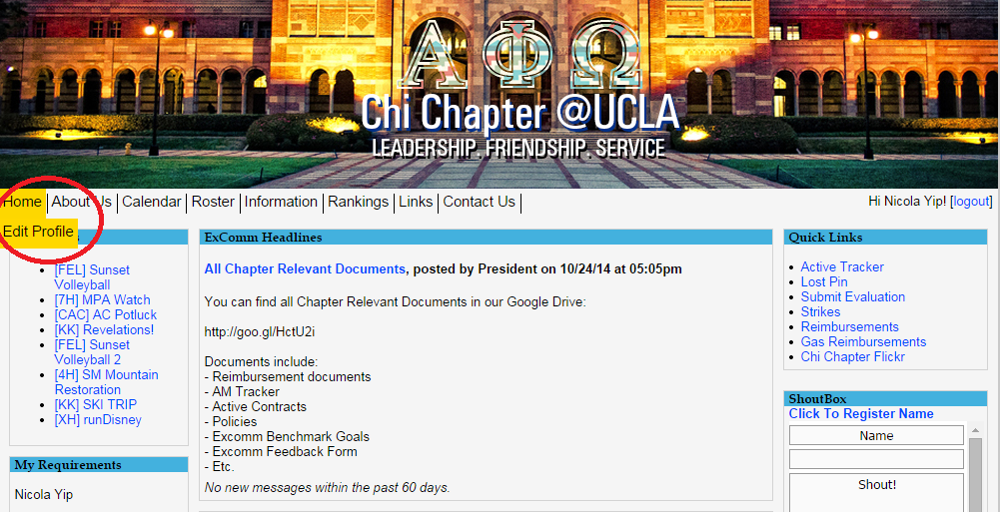 ΑΦΩ
Chi Chapter @UCLA
LEADERSHIP. FRIENDSHIP. SERVICE
Home About Us Calendar Roster Information Rankings Links Contact Us
Hi Nicola Yip! [logout]
Edit Profile
[FEL] Sunset
Volleyball
[7H] MPA Watch
[CAC] AC Potluck
[KK] Revelations!
[FEL] Sunset
Volleyball 2
[4H] SM Mountain
Restoration
[KK] SKI TRIP
[XH] runDisney
My Requirements
Nicola Yip
ExComm Headlines
All Chapter Relevant Documents, posted by President on 10/24/14 at 05:05pm
You can find all Chapter Relevant Documents in our Google Drive:
http://goo.gl/HctU2i
Documents include:
- Reimbursement documents
- AM Tracker
- Active Contracts
- Policies
- Excomm Benchmark Goals
- Excomm Feedback Form
- Etc.
No new messages within the past 60 days.
Quick Links
Active Tracker
Lost Pin
Submit Evaluation
Strikes
Reimbursements
Gas Reimbursements
Chi Chapter Flickr
ShoutBox
Click To Register Name
Name
Shout!